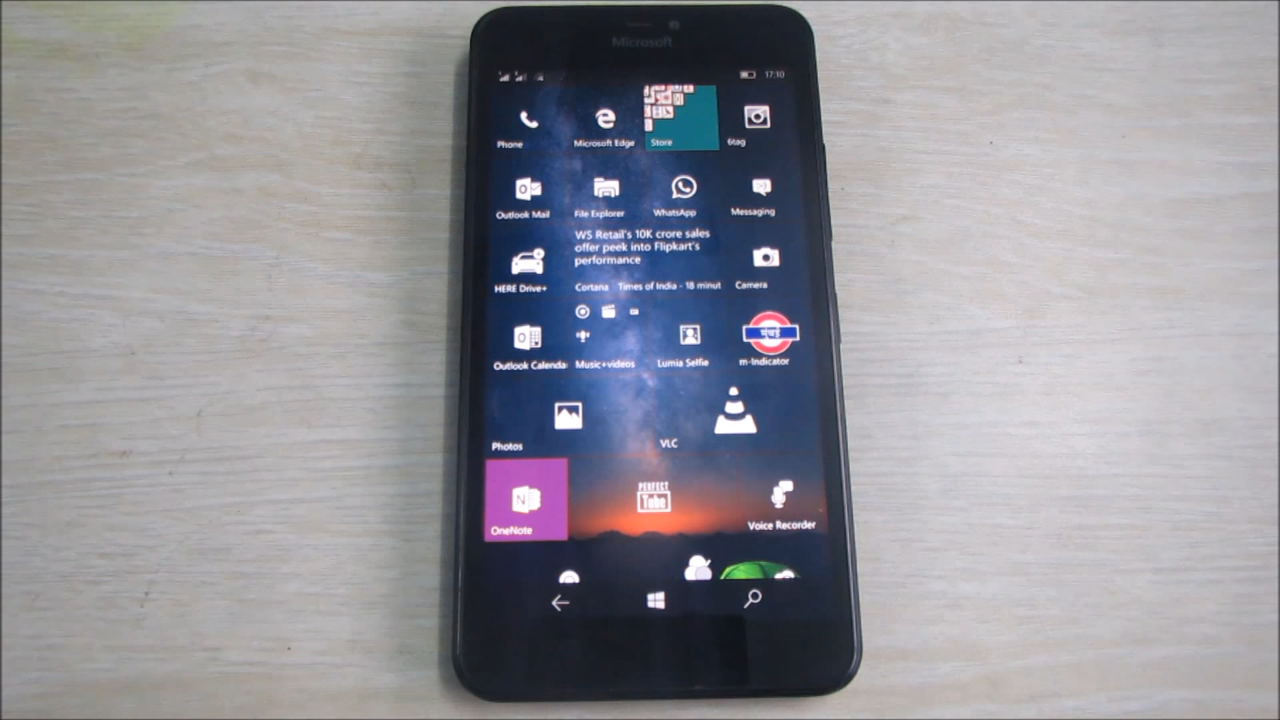 Microsoft
17:10
Phone
Microsoft Edge
Store
6tag
Outlook Mail
File Explorer
WhatsApp
Messaging
WS Retail's 10K crore sales
offer peek into Flipkart's
performance
HERE Drive+
Cortana
Times of India - 18 minut
Camera
मुंबई
Outlook Calenda
Music+videos
Lumia Selfie
m-Indicator
Photos
VLC
N
OneNote
PERFECT
Tube
Voice Recorder